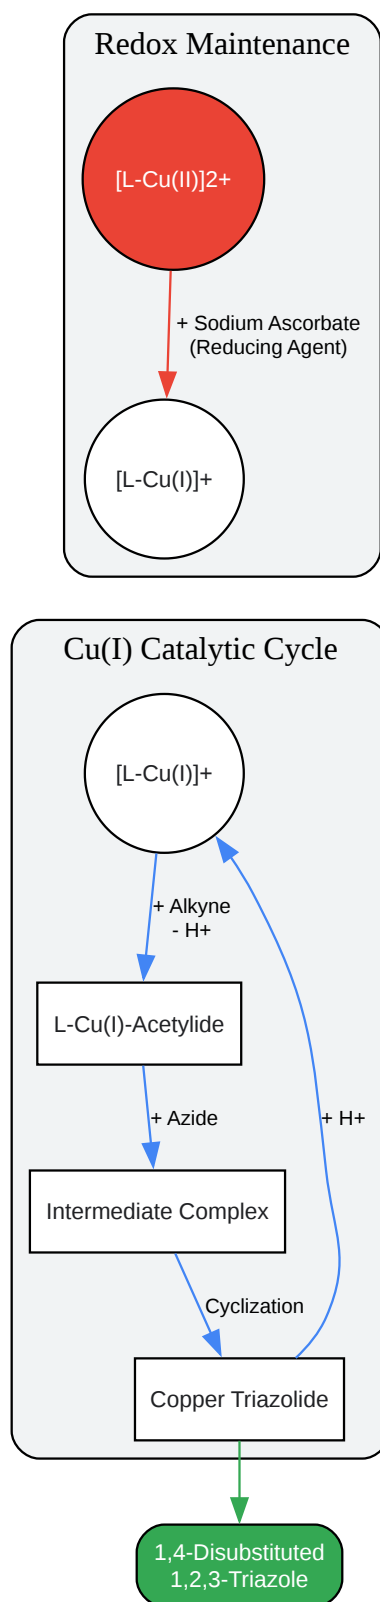 Redox Maintenance
[L-Cu(II)]2+
+ Sodium Ascorbate
(Reducing Agent)
[L-Cu(I)]+
Cu(I) Catalytic Cycle
[L-Cu(I)]+
+ Alkyne
- H+
L-Cu(I)-Acetylide
+ Azide
+ H+
Intermediate Complex
Cyclization
Copper Triazolide
1,4-Disubstituted
1,2,3-Triazole